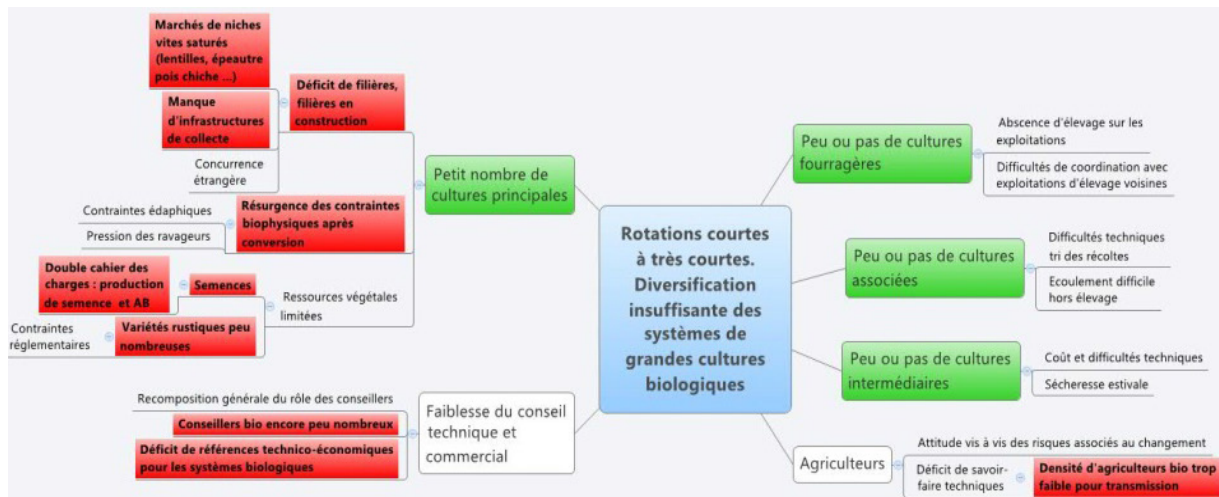 Marchés de niches
vites saturés
(lentilles, épeautre
pois chiche ...)
Manque
d'infrastructures
de collecte
Concurrence
étrangère
Déficit de filières,
filières en
construction
Contraintes édaphiques
Pression des ravageurs
Résurgence des contraintes
biophysiques après
conversion
Double cahier des
charges : production
de semence et AB
Semences
Contraintes
réglementaires
Variétés rustiques peu
nombreuses
Ressources végétales
limitées
Petit nombre de
cultures principales
Recomposition générale du rôle des conseillers
Conseillers bio encore peu nombreux
Déficit de références technico-économiques
pour les systèmes biologiques
Faiblesse du conseil
technique et
commercial
Rotations courtes
à très courtes.
Diversification
insuffisante des
systèmes de
grandes cultures
biologiques
Peu ou pas de cultures
fourragères
Abscence d'élevage sur les
exploitations
Difficultés de coordination avec
exploitations d'élevage voisines
Peu ou pas de cultures
associées
Difficultés techniques
tri des récoltes
Ecoulement difficile
hors élevage
Peu ou pas de cultures
intermédiaires
Coût et difficultés techniques
Sécheresse estivale
Agriculteurs
Attitude vis à vis des risques associés au changement
Déficit de savoir-
faire techniques
Densité d'agriculteurs bio trop
faible pour transmission